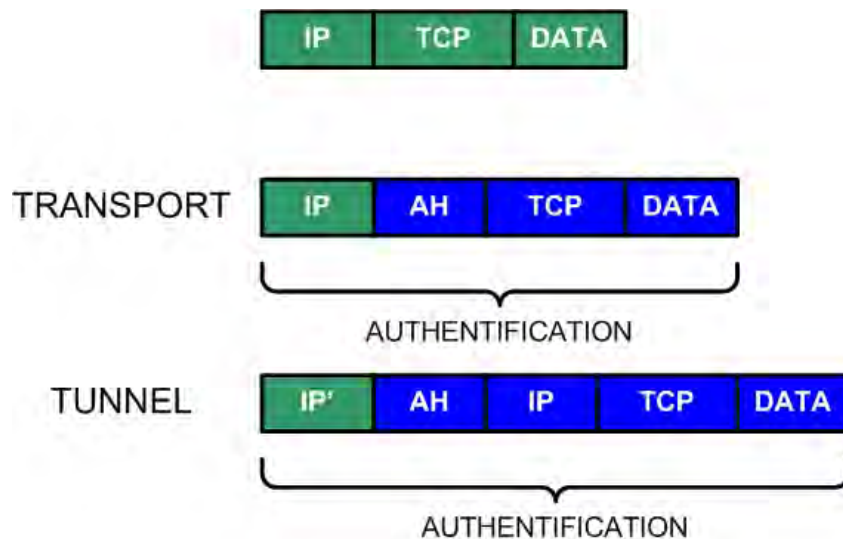 IP TCP DATA
TRANSPORT IP AH TCP DATA
AUTHENTIFICATION
TUNNEL IP' AH IP TCP DATA
AUTHENTIFICATION